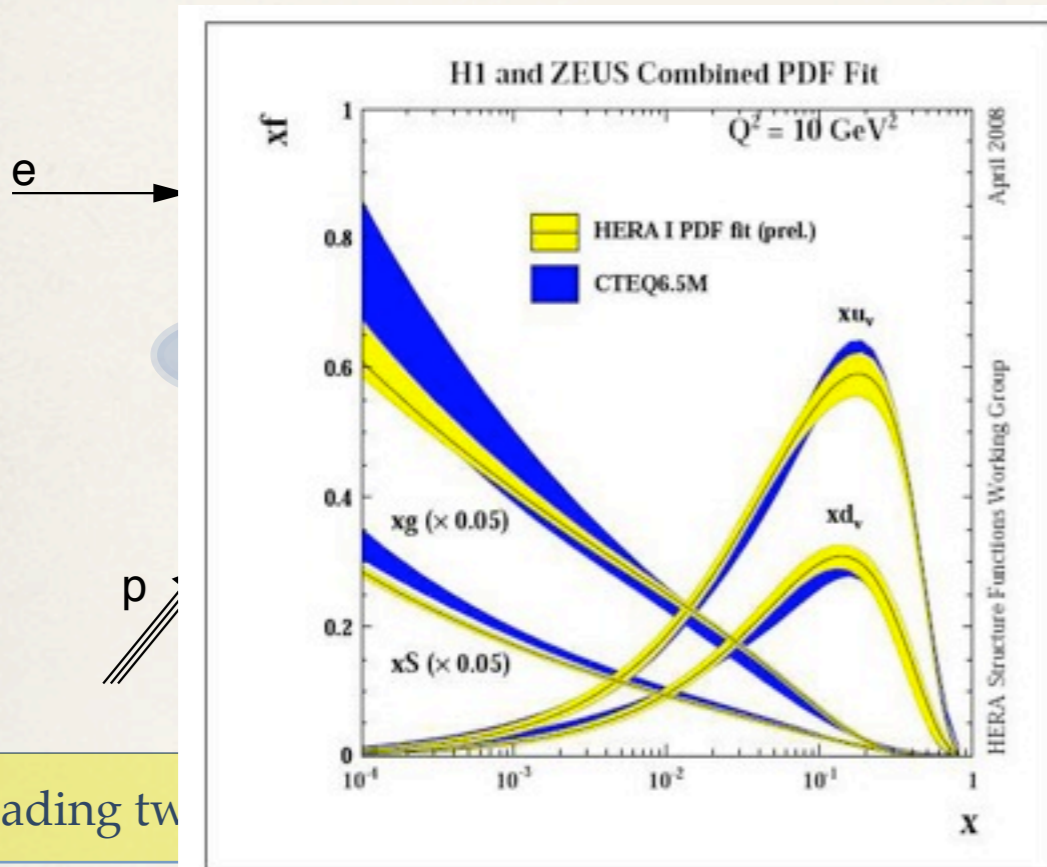 H1 and ZEUS Combined PDF Fit
xf
Q² = 10 GeV²
April 2008
HERA I PDF fit (prel.)
CTEQ6.5M
1
0.8
0.6
0.4
0.2
0
xuᵥ
xdᵥ
xg (× 0.05)
xS (× 0.05)
HERA Structure Functions Working Group
10⁻⁴ 10⁻³ 10⁻² 10⁻¹ 1
x
e
p
ading tw